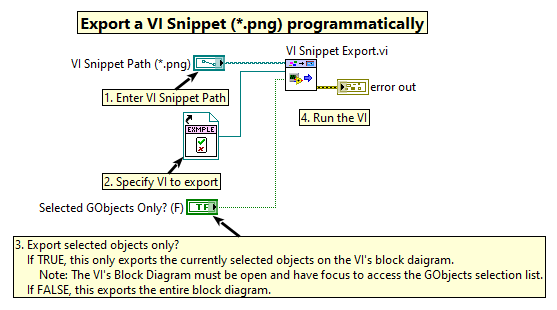 Export a VI Snippet (*.png) programmatically
VI Snippet Export.vi
VI Snippet Path (*.png)
error out
1. Enter VI Snippet Path
4. Run the VI
EXMPLE
2. Specify VI to export
Selected GObjects Only? (F)
TF
3. Export selected objects only?
If TRUE, this only exports the currently selected objects on the VI's block daigram.
Note: The VI's Block Diagram must be open and have focus to access the GObjects selection list.
If FALSE, this exports the entire block diagram.